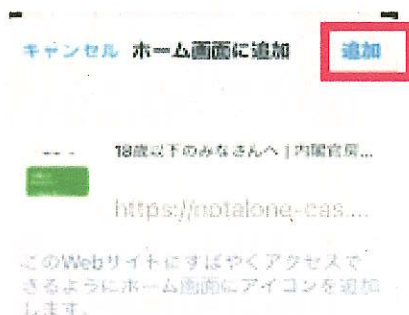 キャンセル ホーム画面に追加 追加
18歳以下のみなさんへ | 内閣官房...
https://notalone-cas....
このWebサイトにすばやくアクセスで
きるようにホーム画面にアイコンを追加
します。